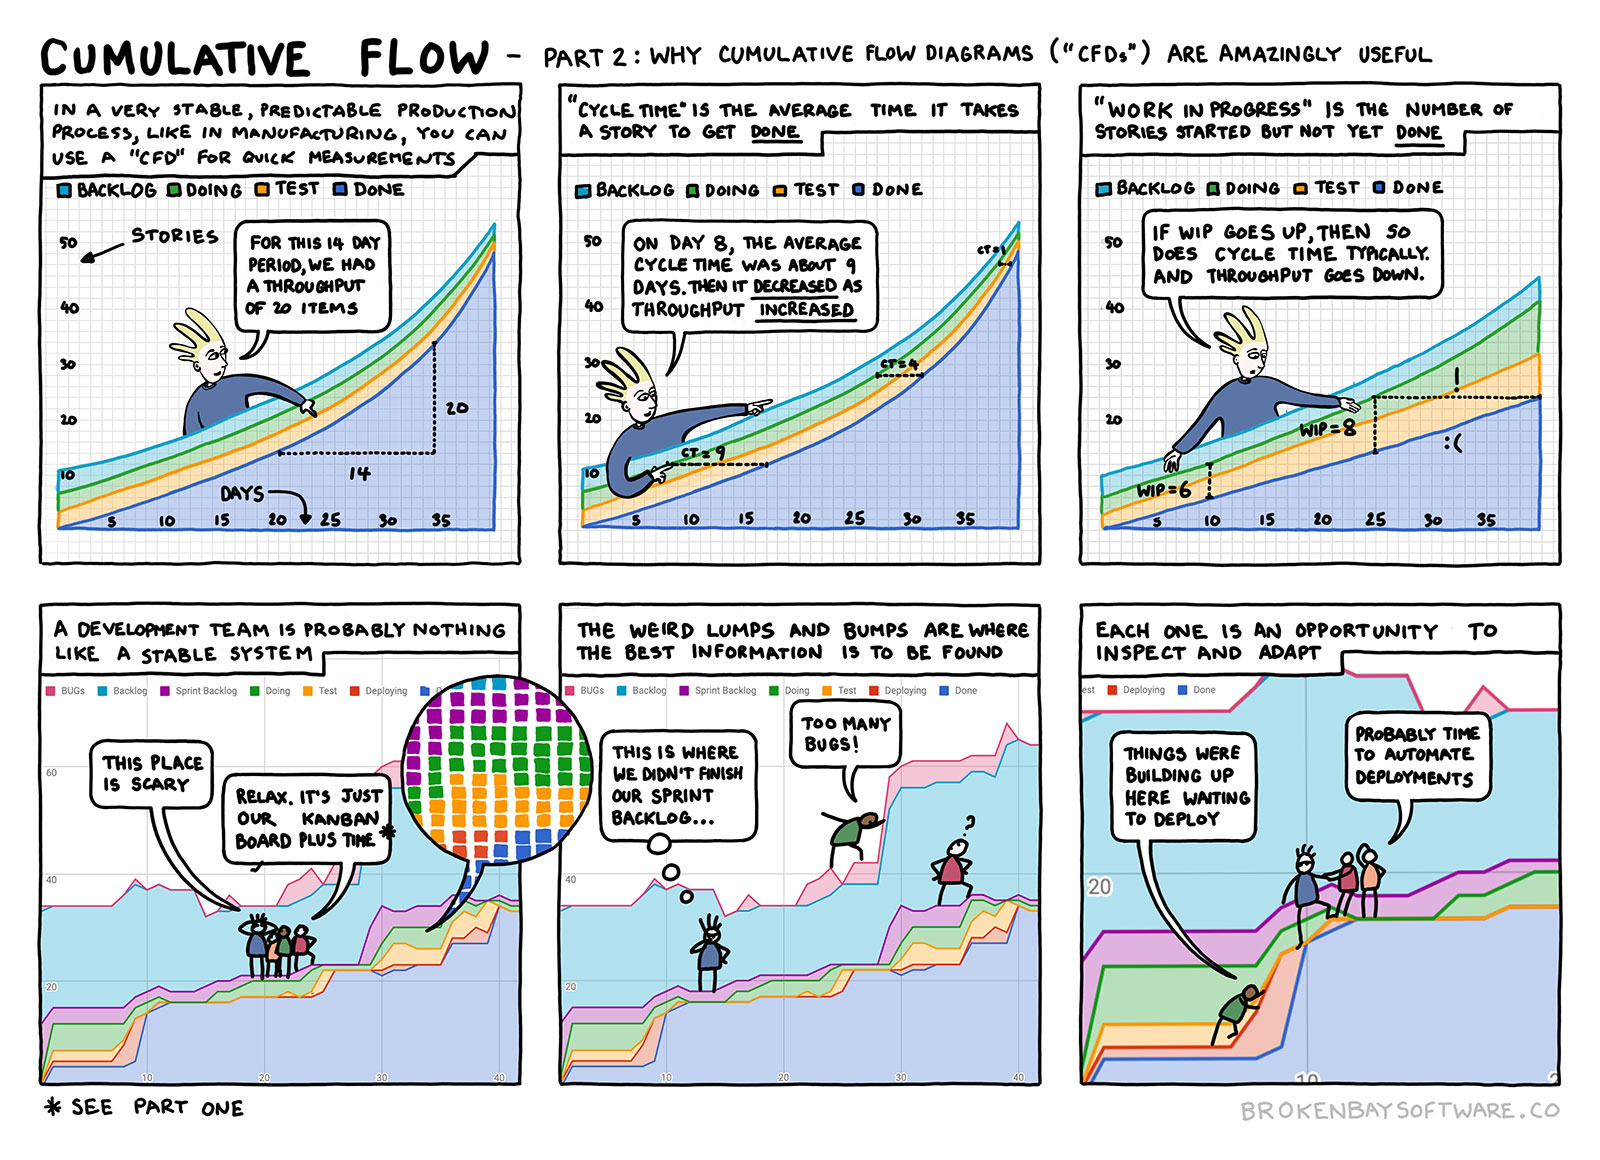 CUMULATIVE FLOW - PART 2: WHY CUMULATIVE FLOW DIAGRAMS ("CFDs") ARE AMAZINGLY USEFUL
IN A VERY STABLE, PREDICTABLE PRODUCTION
PROCESS, LIKE IN MANUFACTURING, YOU CAN
USE A "CFD" FOR QUICK MEASUREMENTS
BACKLOG DOING TEST DONE
50
STORIES
FOR THIS 14 DAY
PERIOD, WE HAD
A THROUGHPUT
OF 20 ITEMS
40
30
20
20
14
10
DAYS
5 10 15 20 25 30 35
"CYCLE TIME" IS THE AVERAGE TIME IT TAKES
A STORY TO GET DONE
BACKLOG DOING TEST DONE
50
ON DAY 8, THE AVERAGE
CYCLE TIME WAS ABOUT 9
DAYS. THEN IT DECREASED AS
THROUGHPUT INCREASED
CT=1
40
30
CT=4
20
CT=9
10
5 10 15 20 25 30 35
"WORK IN PROGRESS" IS THE NUMBER OF
STORIES STARTED BUT NOT YET DONE
BACKLOG DOING TEST DONE
50
IF WIP GOES UP, THEN SO
DOES CYCLE TIME TYPICALLY.
AND THROUGHPUT GOES DOWN.
40
30
!
20
WIP=8
:(
10
WIP=6
5 10 15 20 25 30 35
A DEVELOPMENT TEAM IS PROBABLY NOTHING
LIKE A STABLE SYSTEM
BUGs Backlog Sprint Backlog Doing Test Deploying D
60
THIS PLACE
IS SCARY
RELAX. IT'S JUST
OUR KANBAN
BOARD PLUS TIME *
40
20
10 20 30 40
THE WEIRD LUMPS AND BUMPS ARE WHERE
THE BEST INFORMATION IS TO BE FOUND
BUGs Backlog Sprint Backlog Doing Test Deploying Done
THIS IS WHERE
WE DIDN'T FINISH
OUR SPRINT
BACKLOG...
TOO MANY
BUGS!
?
40
20
10 20 30 40
EACH ONE IS AN OPPORTUNITY TO
INSPECT AND ADAPT
est Deploying Done
THINGS WERE
BUILDING UP
HERE WAITING
TO DEPLOY
PROBABLY TIME
TO AUTOMATE
DEPLOYMENTS
20
10 2
* SEE PART ONE
BROKENBAYSOFTWARE.CO